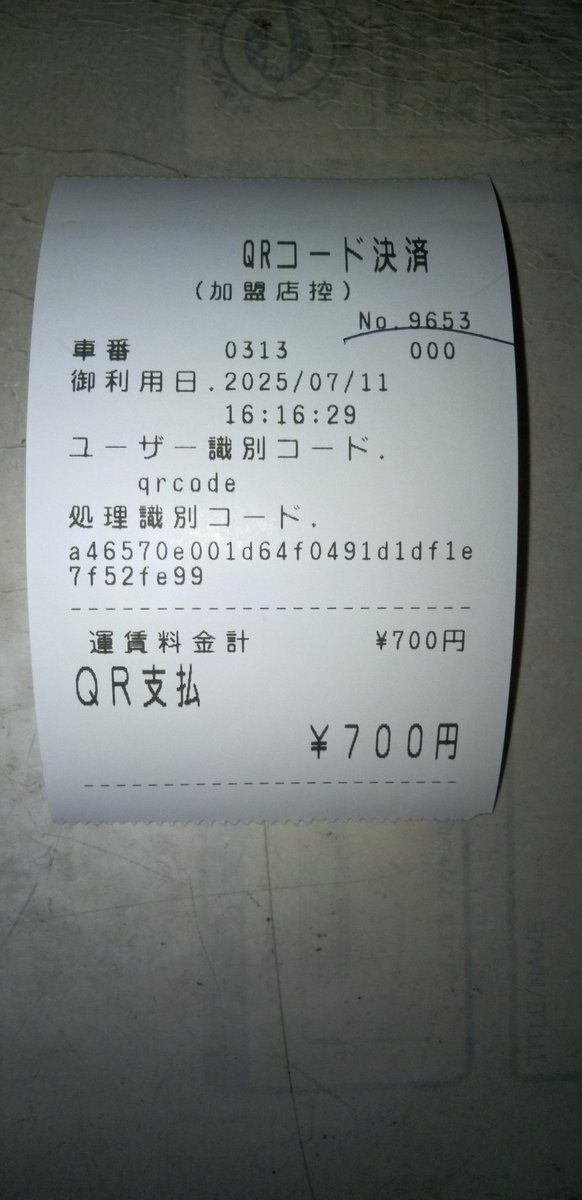 QRコード決済
(加盟店控)
No.9653
車番 0313 000
御利用日.2025/07/11
16:16:29
ユーザー識別コード.
qrcode
処理識別コード.
a46570e001d64f0491d1df1e
7f52fe99
運賃料金計 ¥700円
QR支払
¥700円